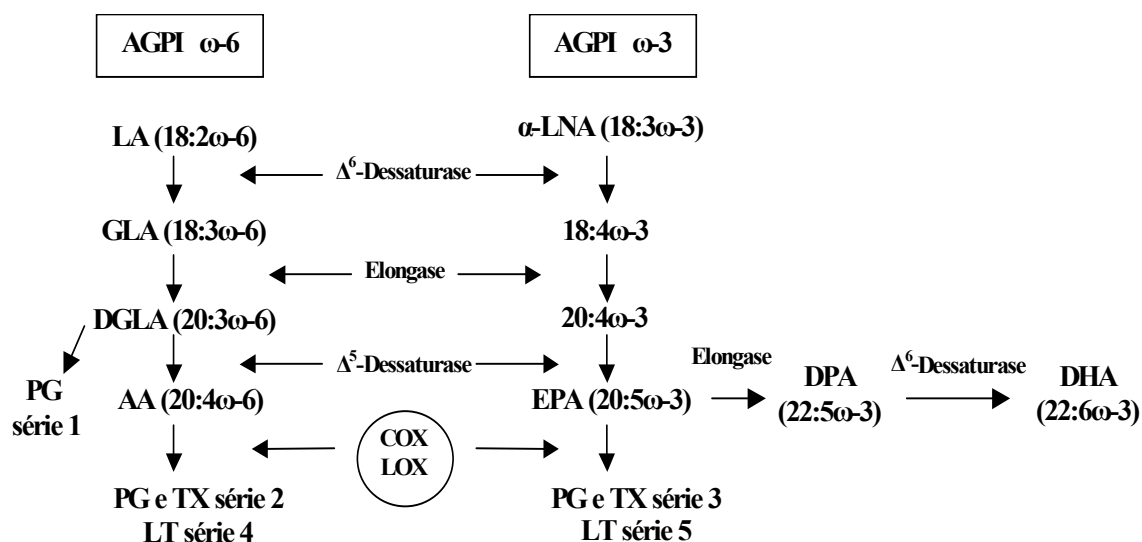 AGPI ω-6
AGPI ω-3
LA (18:2ω-6)
α-LNA (18:3ω-3)
Δ⁶-Dessaturase
GLA (18:3ω-6)
18:4ω-3
Elongase
DGLA (20:3ω-6)
20:4ω-3
Δ⁵-Dessaturase
Elongase
Δ⁶-Dessaturase
PG
série 1
AA (20:4ω-6)
EPA (20:5ω-3)
DPA
(22:5ω-3)
DHA
(22:6ω-3)
COX
LOX
PG e TX série 2
LT série 4
PG e TX série 3
LT série 5